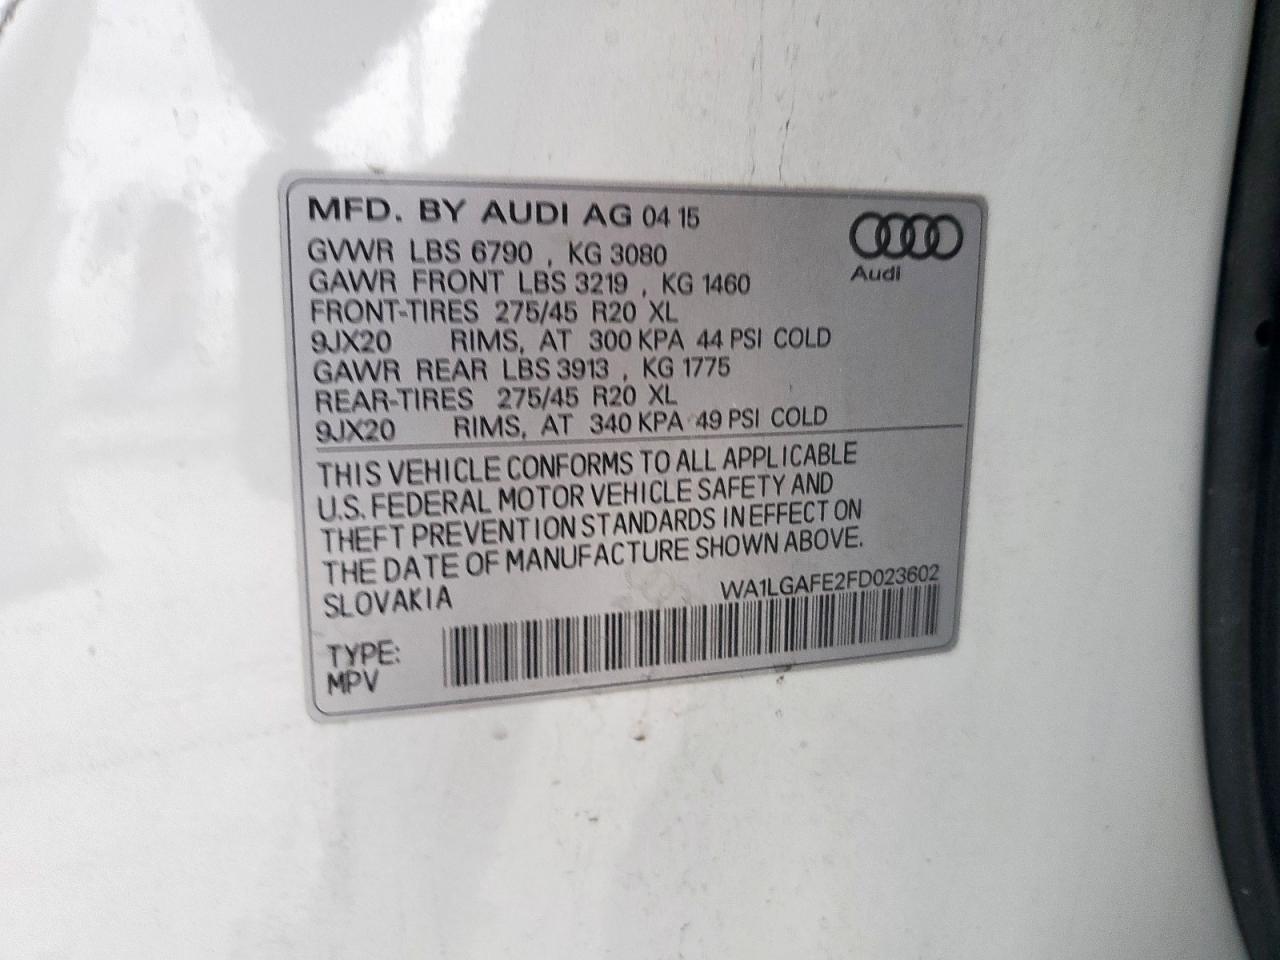 MFD. BY AUDI AG 04 15
Audi
GVWR LBS 6790 , KG 3080
GAWR FRONT LBS 3219 , KG 1460
FRONT-TIRES 275/45 R20 XL
9JX20 RIMS, AT 300 KPA 44 PSI COLD
GAWR REAR LBS 3913 , KG 1775
REAR-TIRES 275/45 R20 XL
9JX20 RIMS, AT 340 KPA 49 PSI COLD
THIS VEHICLE CONFORMS TO ALL APPLICABLE
U.S. FEDERAL MOTOR VEHICLE SAFETY AND
THEFT PREVENTION STANDARDS IN EFFECT ON
THE DATE OF MANUFACTURE SHOWN ABOVE.
SLOVAKIA WA1LGAFE2FD023602
TYPE:
MPV